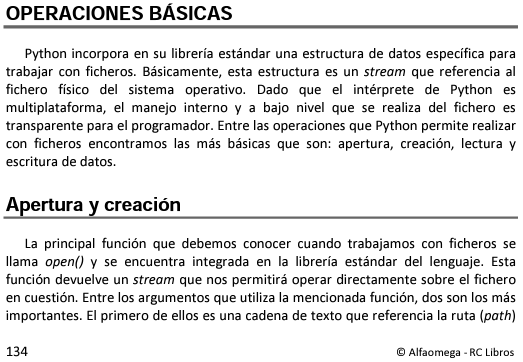 OPERACIONES BÁSICAS
Python incorpora en su librería estándar una estructura de datos específica para
trabajar con ficheros. Básicamente, esta estructura es un stream que referencia al
fichero físico del sistema operativo. Dado que el intérprete de Python es
multiplataforma, el manejo interno y a bajo nivel que se realiza del fichero es
transparente para el programador. Entre las operaciones que Python permite realizar
con ficheros encontramos las más básicas que son: apertura, creación, lectura y
escritura de datos.
Apertura y creación
La principal función que debemos conocer cuando trabajamos con ficheros se
llama open() y se encuentra integrada en la librería estándar del lenguaje. Esta
función devuelve un stream que nos permitirá operar directamente sobre el fichero
en cuestión. Entre los argumentos que utiliza la mencionada función, dos son los más
importantes. El primero de ellos es una cadena de texto que referencia la ruta (path)
134
© Alfaomega - RC Libros